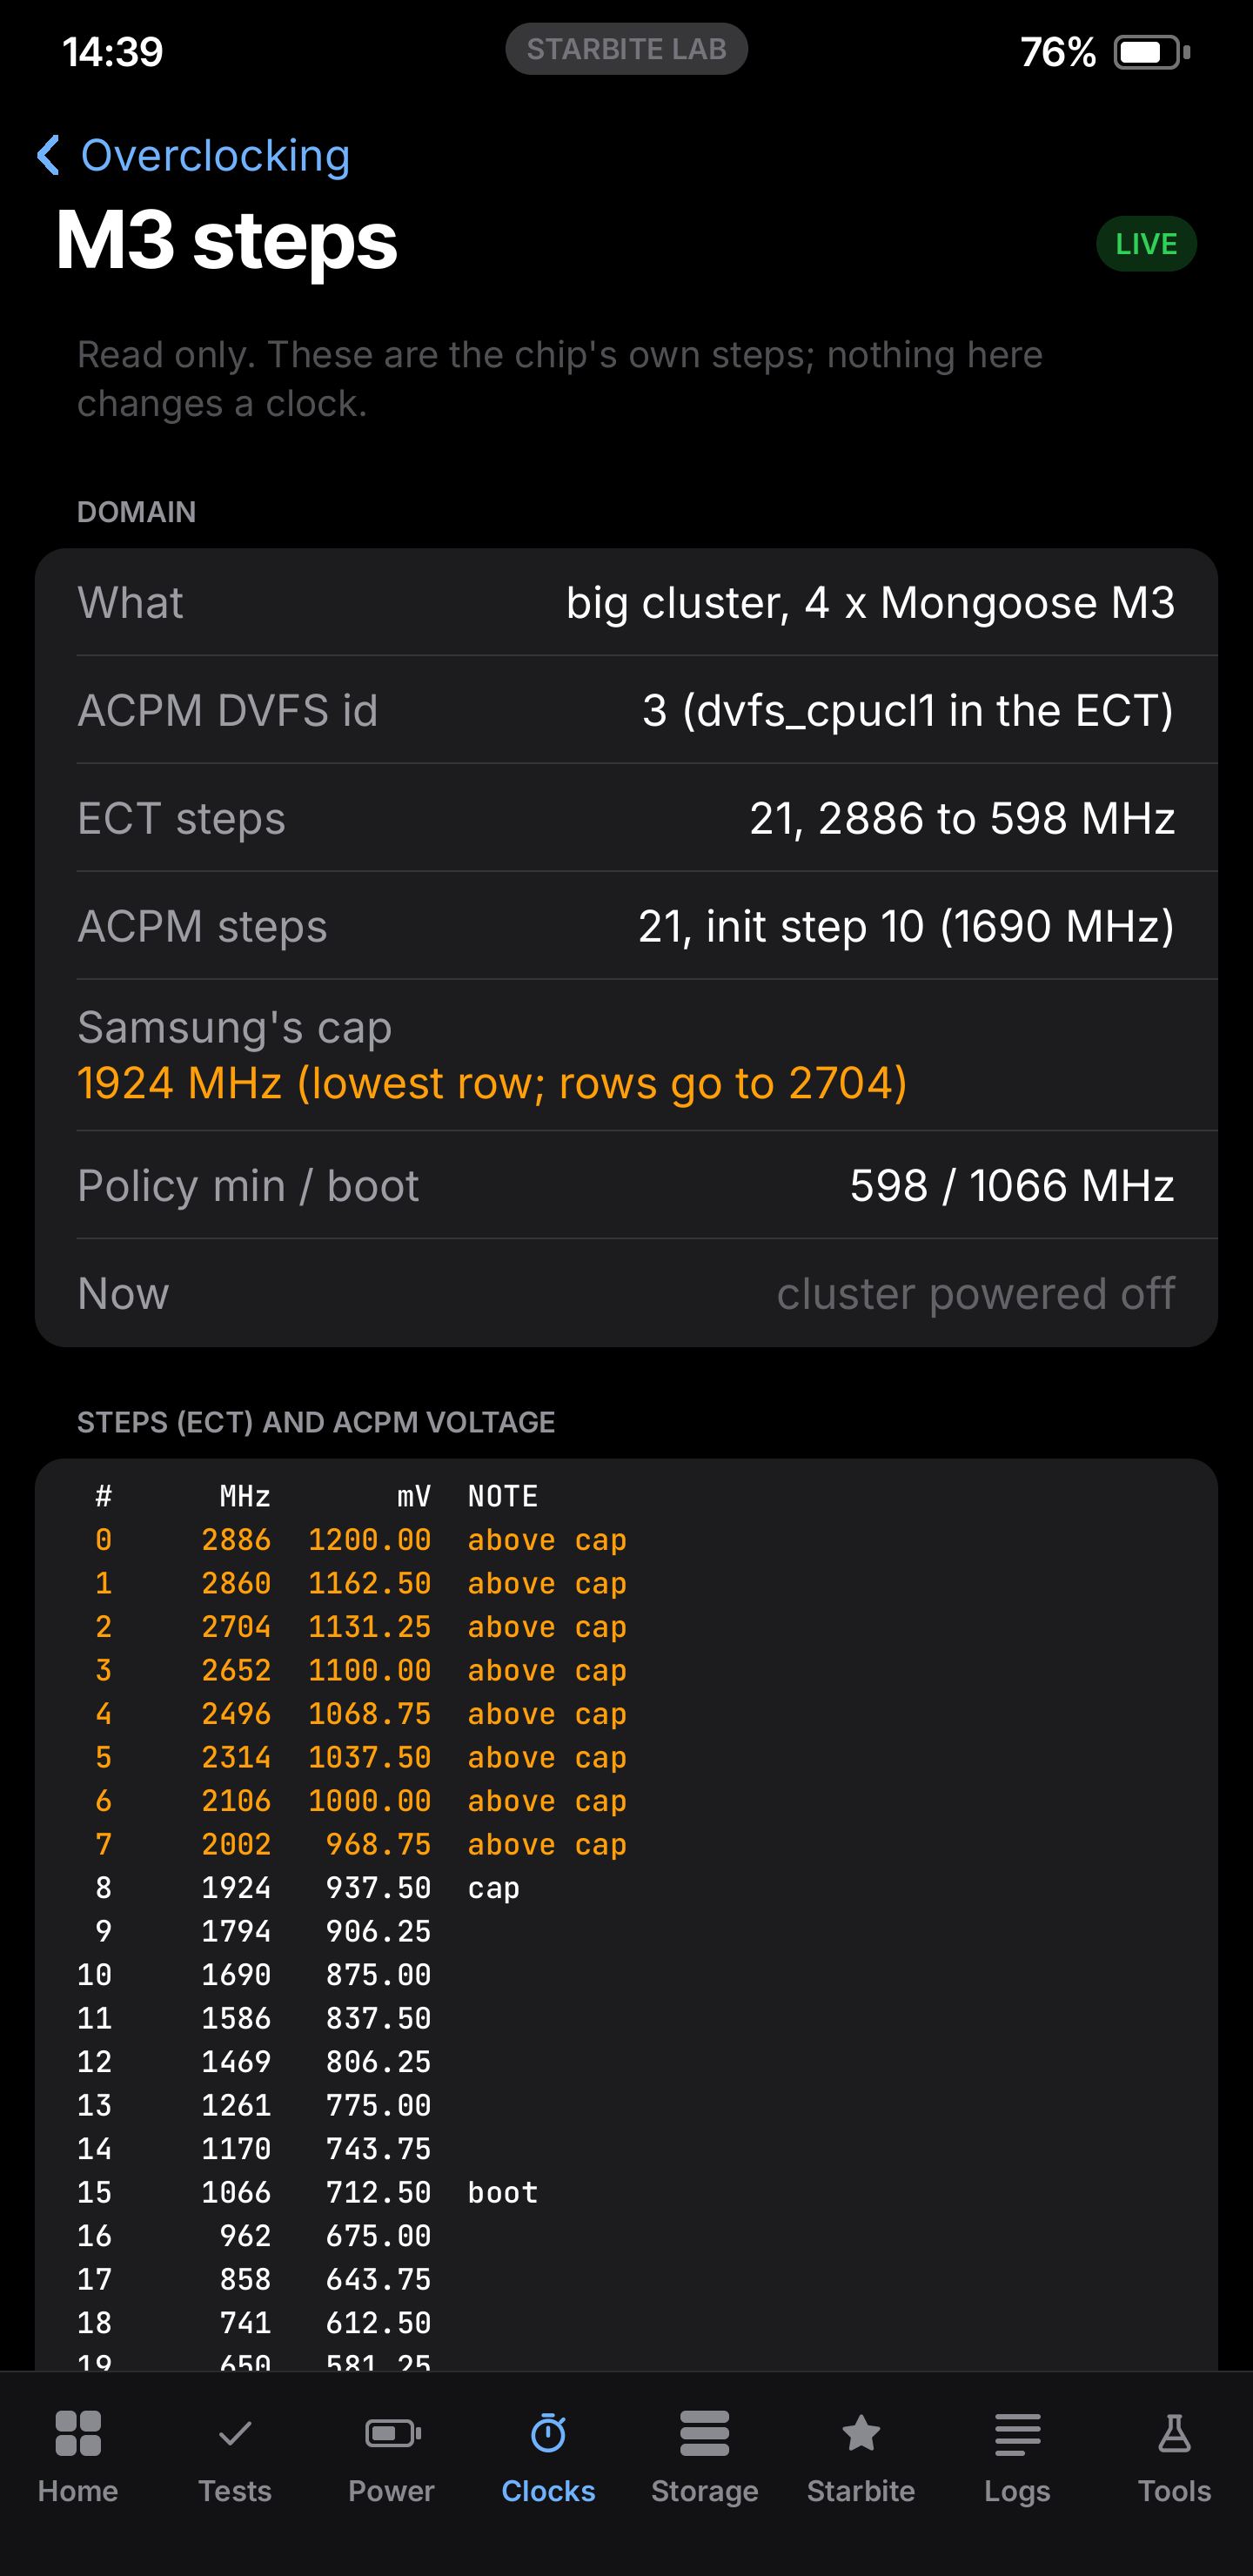 14:39 STARBITE LAB 76%
Overclocking
M3 steps LIVE
Read only. These are the chip's own steps; nothing here
changes a clock.
DOMAIN
What big cluster, 4 x Mongoose M3
ACPM DVFS id 3 (dvfs_cpucl1 in the ECT)
ECT steps 21, 2886 to 598 MHz
ACPM steps 21, init step 10 (1690 MHz)
Samsung's cap
1924 MHz (lowest row; rows go to 2704)
Policy min / boot 598 / 1066 MHz
Now cluster powered off
STEPS (ECT) AND ACPM VOLTAGE
# MHz mV NOTE
0 2886 1200.00 above cap
1 2860 1162.50 above cap
2 2704 1131.25 above cap
3 2652 1100.00 above cap
4 2496 1068.75 above cap
5 2314 1037.50 above cap
6 2106 1000.00 above cap
7 2002 968.75 above cap
8 1924 937.50 cap
9 1794 906.25
10 1690 875.00
11 1586 837.50
12 1469 806.25
13 1261 775.00
14 1170 743.75
15 1066 712.50 boot
16 962 675.00
17 858 643.75
18 741 612.50
19 650 581.25
Home Tests Power Clocks Storage Starbite Logs Tools